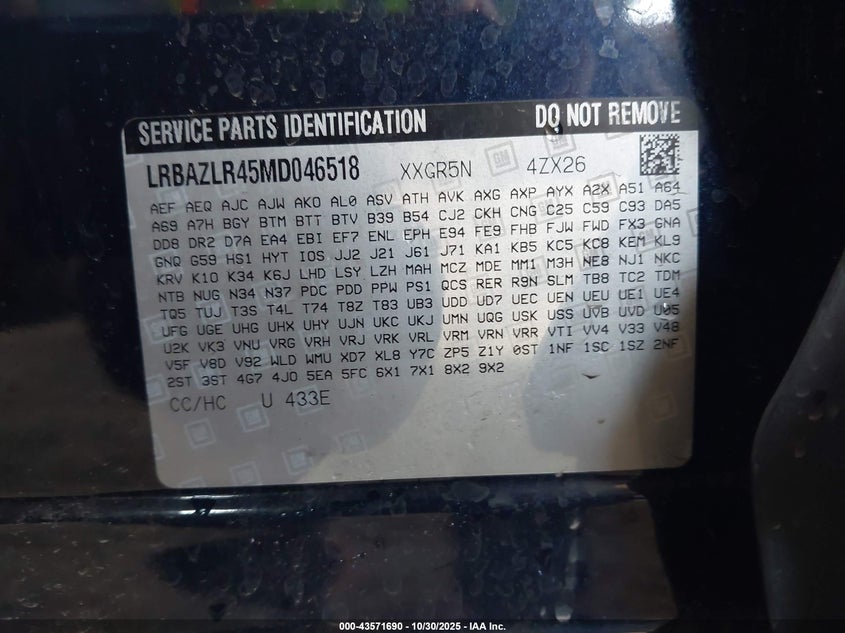 SERVICE PARTS IDENTIFICATION DO NOT REMOVE
LRBAZLR45MD046518 XXGR5N 4ZX26
AEF AEQ AJC AJW AKO AL0 ASV ATH AVK AXG AXP AYX A2X A51 A64
A69 A7H BGY BTM BTT BTV B39 B54 CJ2 CKH CNG C25 C59 C93 DA5
DD8 DR2 D7A EA4 EBI EF7 ENL EPH E94 FE9 FHB FJW FWD FX3 GNA
GNQ G59 HS1 HYT IOS JJ2 J21 J61 J71 KA1 KB5 KC5 KC8 KEM KL9
KRV K10 K34 K6J LHD LSY LZH MAH MCZ MDE MM1 M3H NE8 NJ1 NKC
NTB NUG N34 N37 PDC PDD PPW PS1 QCS RER R9N SLM TB8 TC2 TDM
TQ5 TUJ T3S T4L T74 T8Z T83 UB3 UDD UD7 UEC UEN UEU UE1 UE4
UFG UGE UHG UHX UHY UJN UKC UKJ UMN UQG USK USS UVB UVD U05
U2K VK3 VNU VRG VRH VRJ VRK VRL VRM VRN VRR VTI VV4 V33 V48
V5F V8D V92 WLD WMU XD7 XL8 Y7C ZP5 Z1Y 0ST 1NF 1SC 1SZ 2NF
2ST 3ST 4G7 4JO 5EA 5FC 6X1 7X1 8X2 9X2
CC/HC U 433E
000-43571690 - 10/30/2025 - IAA Inc.